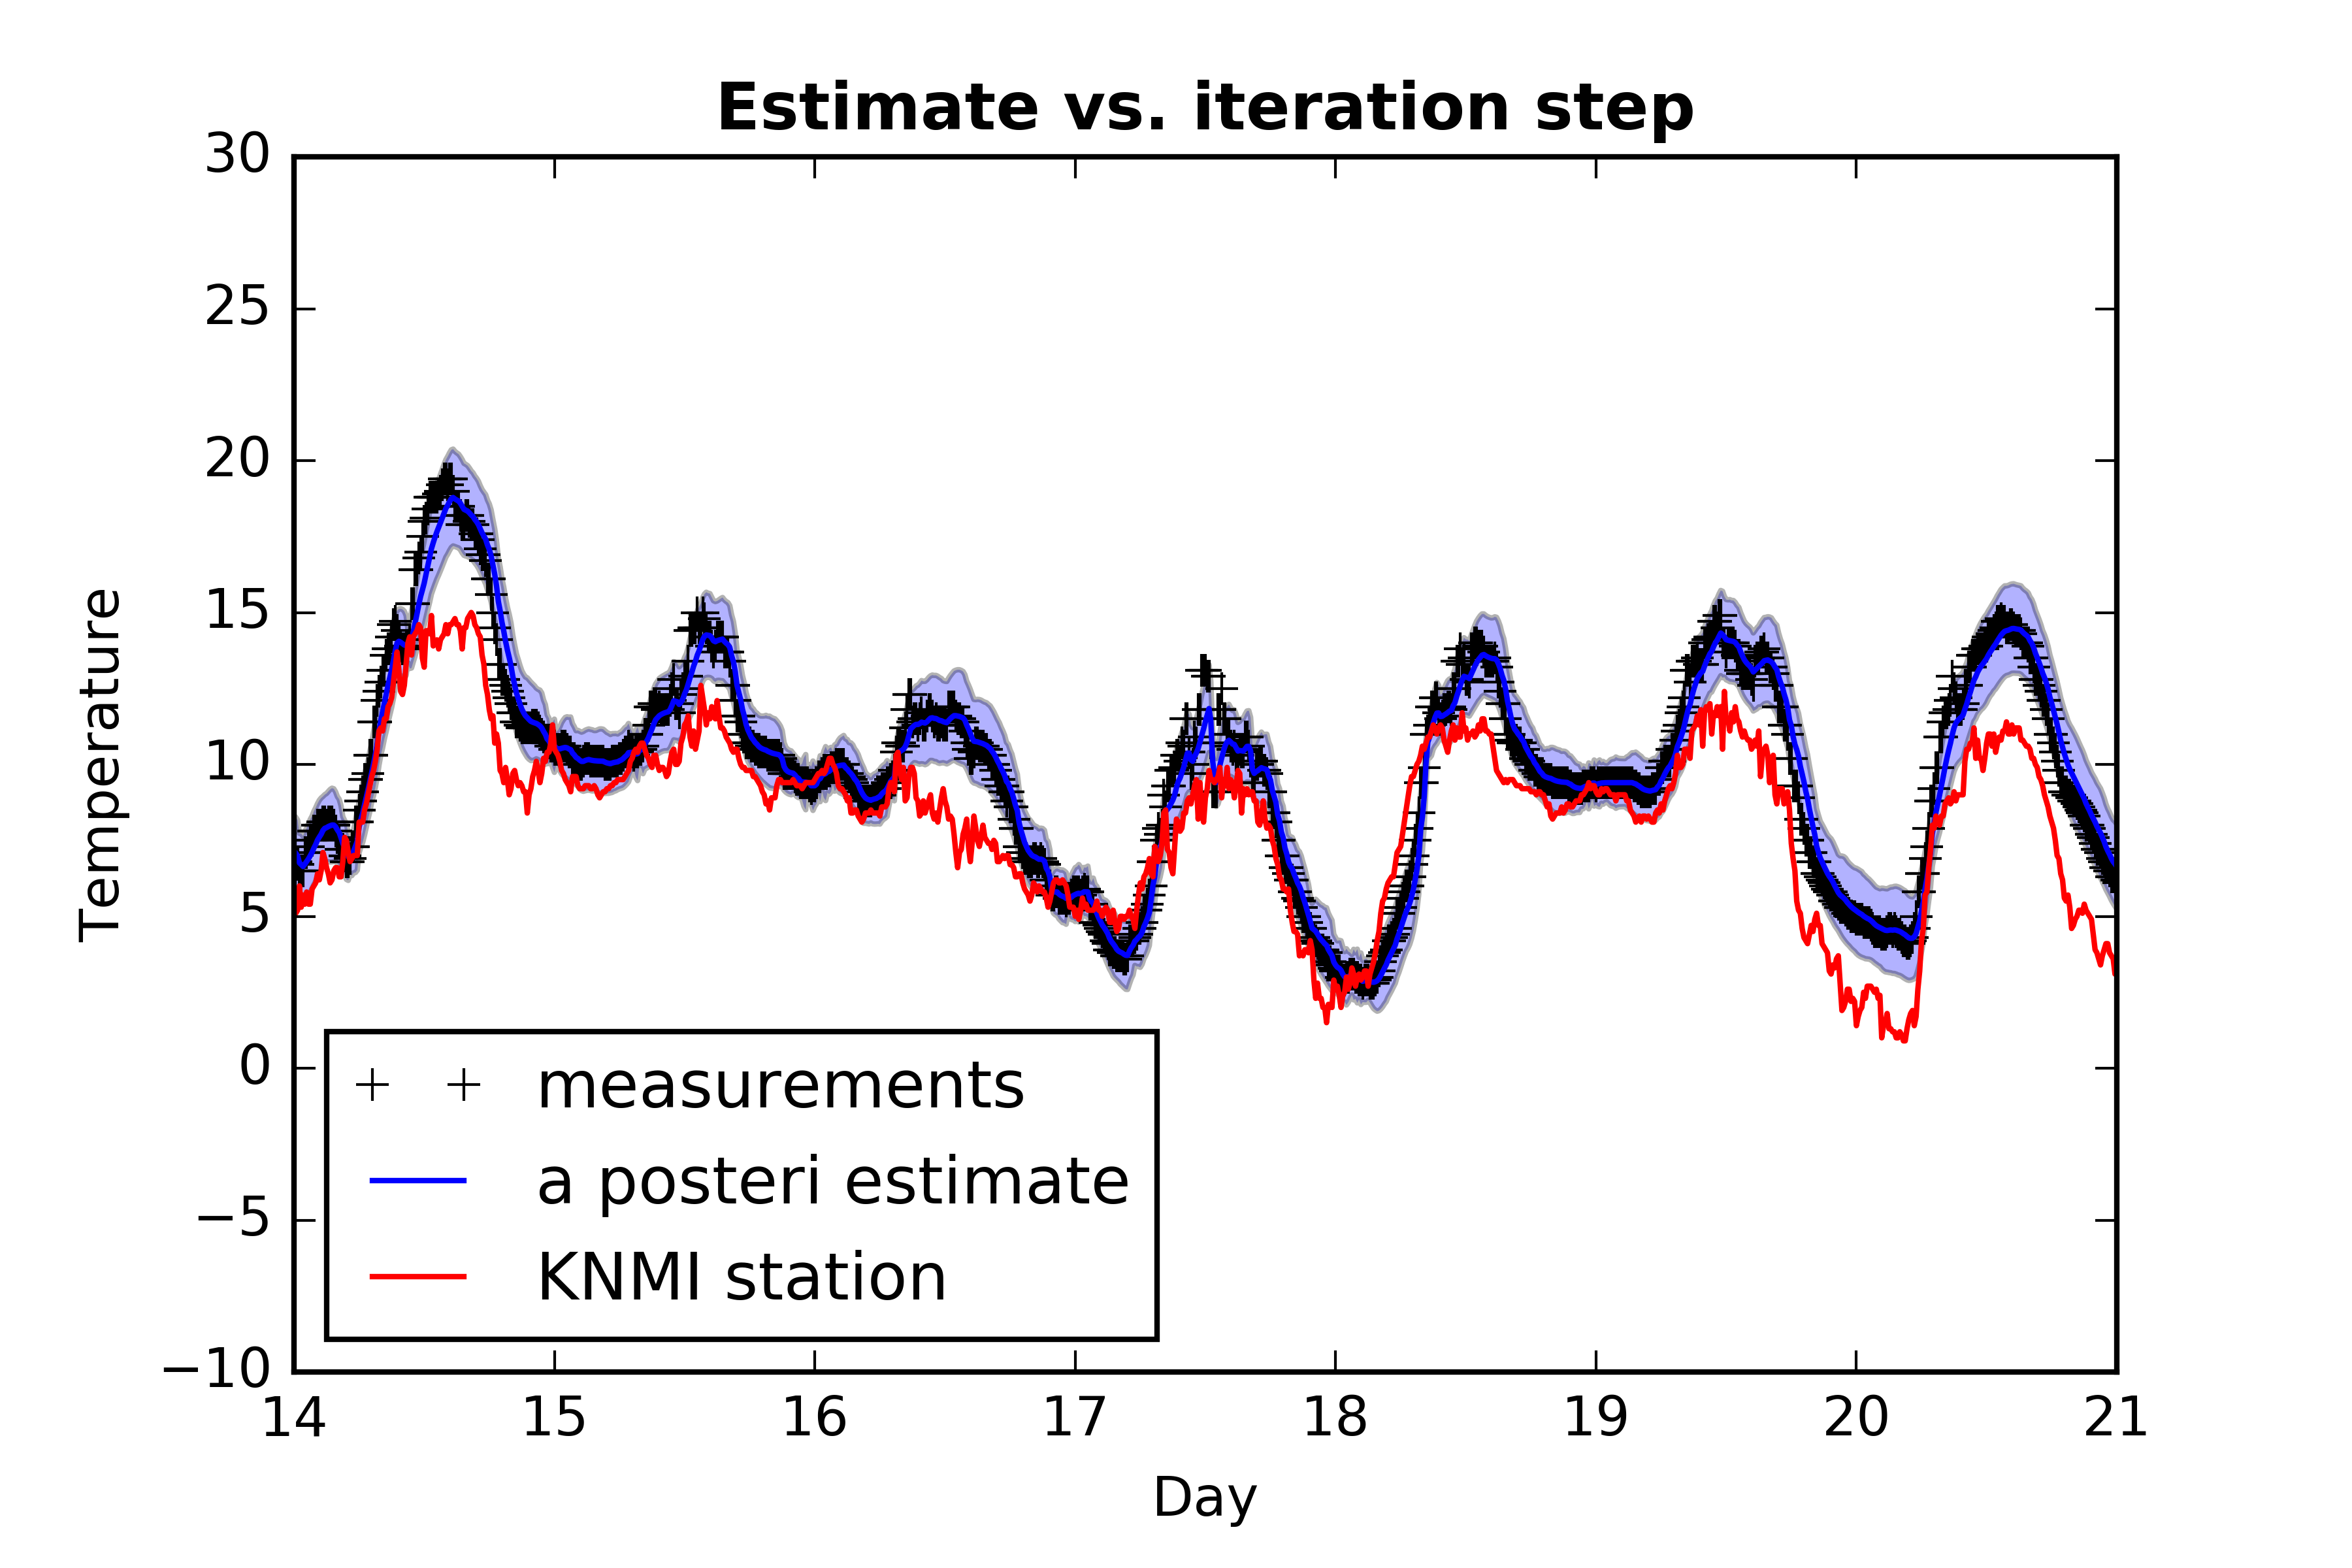 Estimate vs. iteration step
30
25
20
15
10
5
0
−5
−10
Temperature
measurements
a posteri estimate
KNMI station
14 15 16 17 18 19 20 21
Day